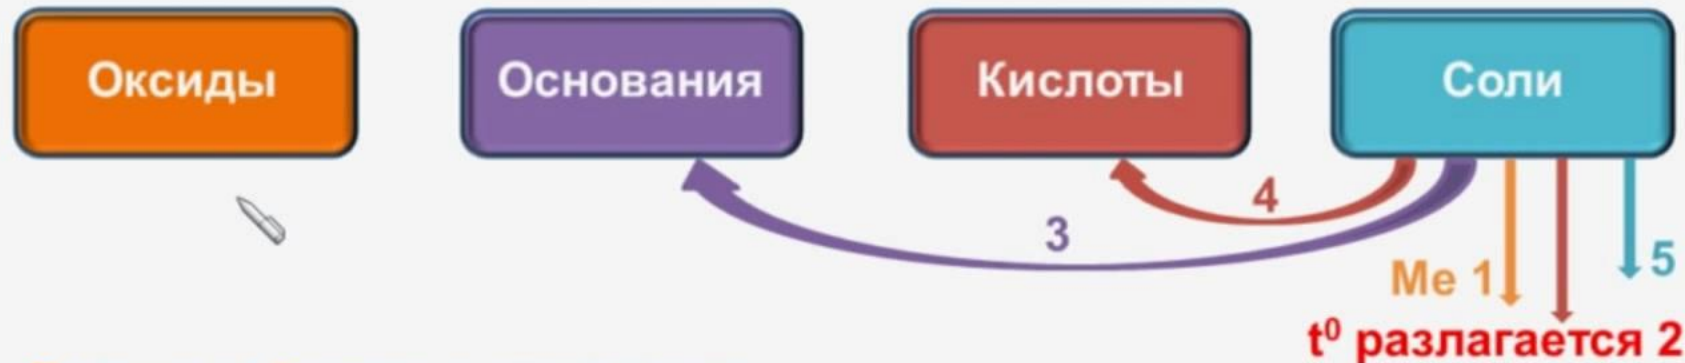 Оксиды
Основания
Кислоты
Соли
4
3
5
Ме 1
t⁰ разлагается 2